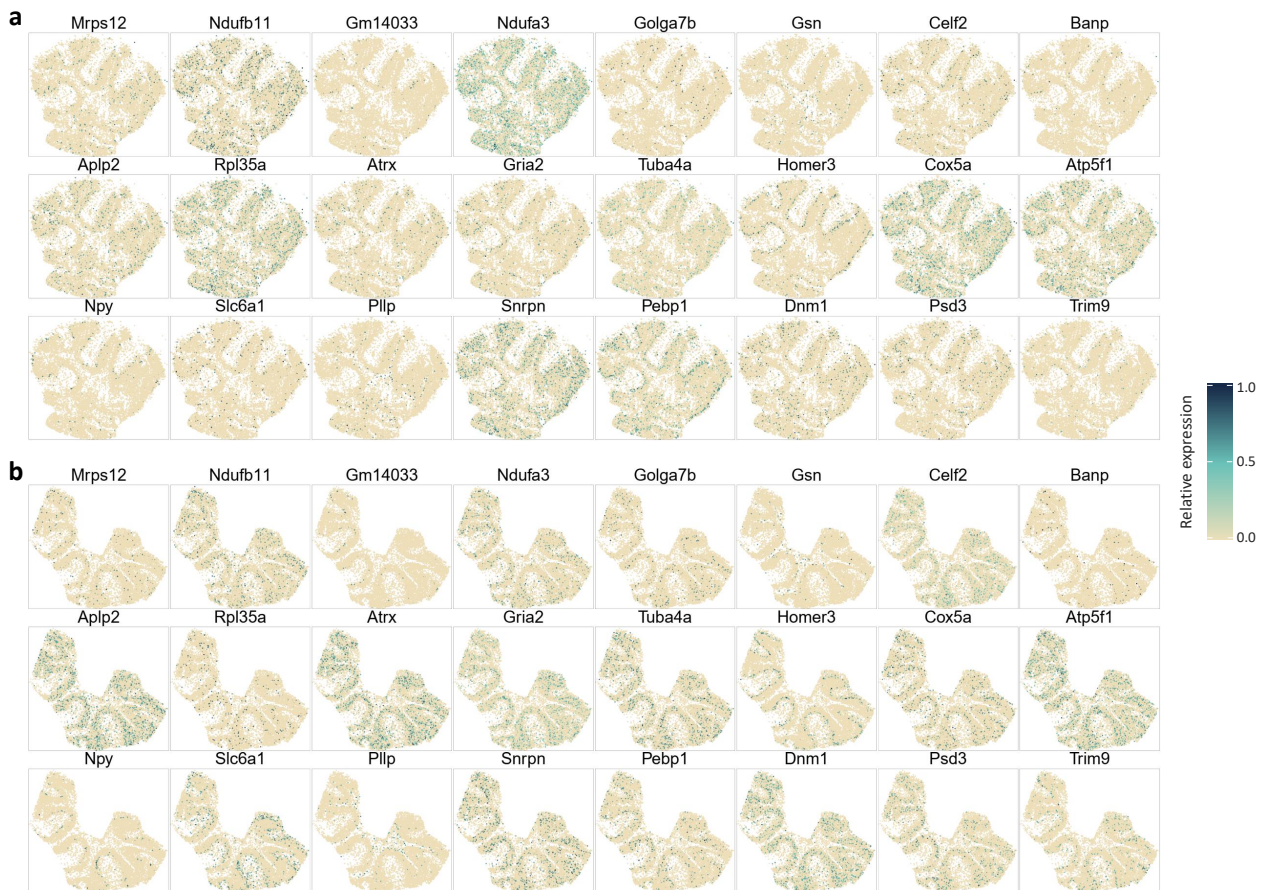 a
Mrps12 Ndufb11 Gm14033 Ndufa3 Golga7b Gsn Celf2 Banp
Aplp2 Rpl35a Atrx Gria2 Tuba4a Homer3 Cox5a Atp5f1
Npy Slc6a1 Pllp Snrpn Pebp1 Dnm1 Psd3 Trim9
Relative expression
1.0
0.5
0.0
b
Mrps12 Ndufb11 Gm14033 Ndufa3 Golga7b Gsn Celf2 Banp
Aplp2 Rpl35a Atrx Gria2 Tuba4a Homer3 Cox5a Atp5f1
Npy Slc6a1 Pllp Snrpn Pebp1 Dnm1 Psd3 Trim9